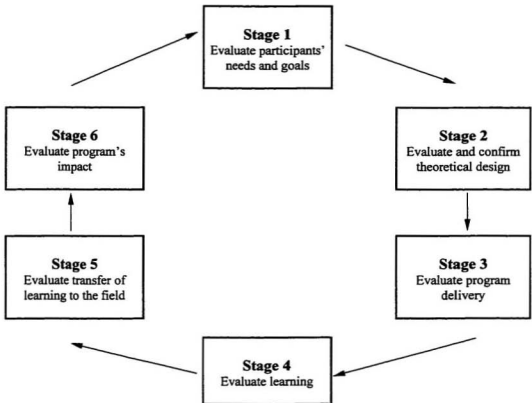 Stage 1
Evaluate participants'
needs and goals
Stage 2
Evaluate and confirm
theoretical design
Stage 3
Evaluate program
delivery
Stage 4
Evaluate learning
Stage 5
Evaluate transfer of
learning to the field
Stage 6
Evaluate program's
impact